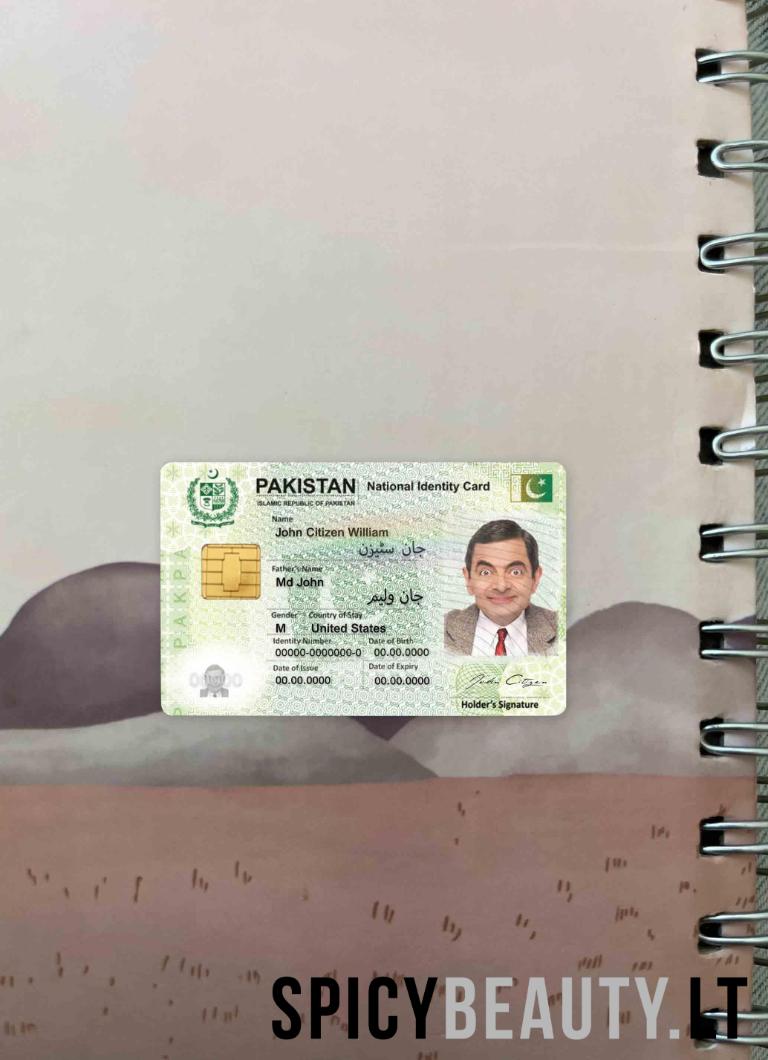 PAKISTAN National Identity Card
ISLAMIC REPUBLIC OF PAKISTAN
Name
John Citizen William
جان سٹیزن
Father's Name
Md John
جان ولیم
Gender Country of Stay
M United States
Identity Number Date of Birth
00000-0000000-0 00.00.0000
Date of Issue Date of Expiry
00.00.0000 00.00.0000
Holder's Signature
John Citizen
PAKPA
SPICYBEAUTY.LT